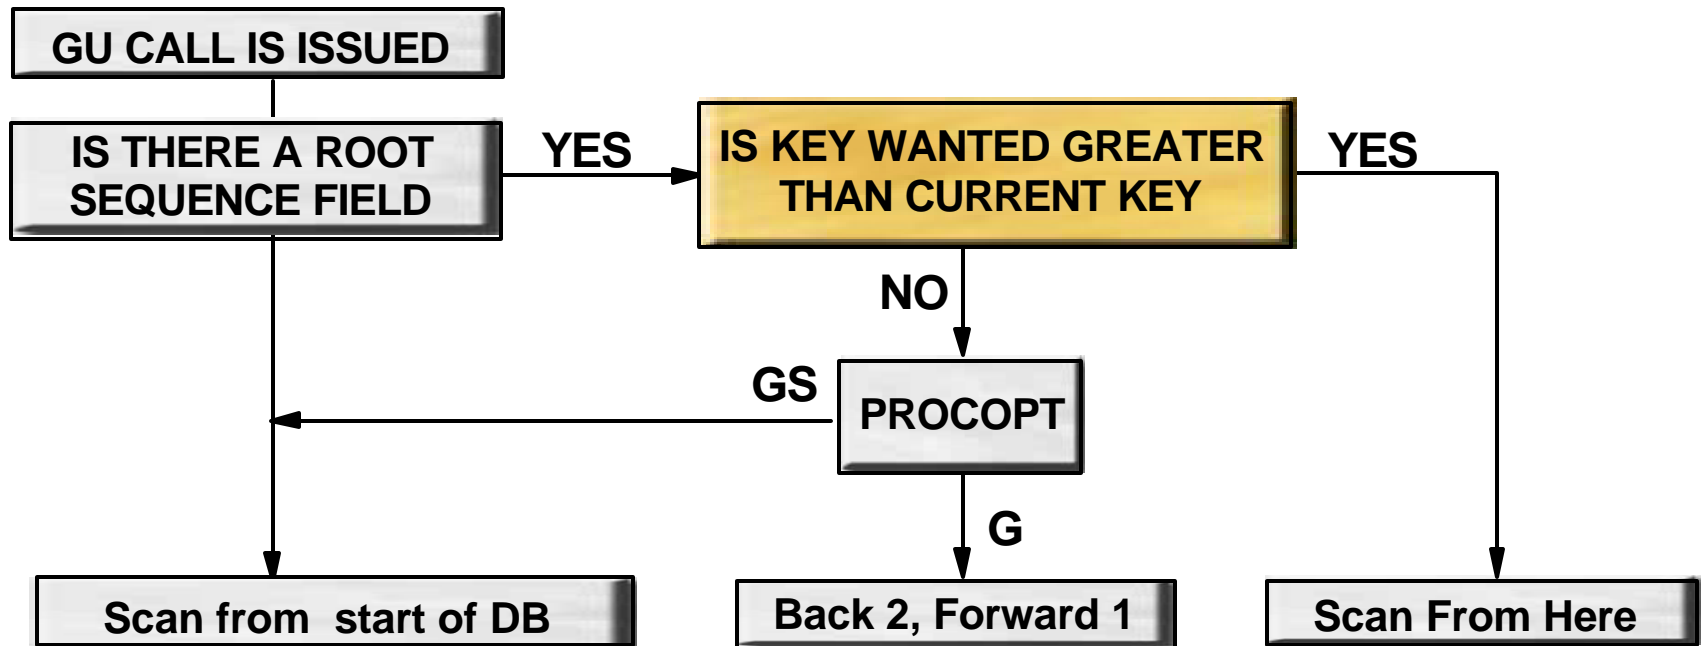 GU CALL IS ISSUED
IS THERE A ROOT
SEQUENCE FIELD
YES
IS KEY WANTED GREATER
THAN CURRENT KEY
YES
NO
GS
PROCOPT
G
Scan from start of DB
Back 2, Forward 1
Scan From Here